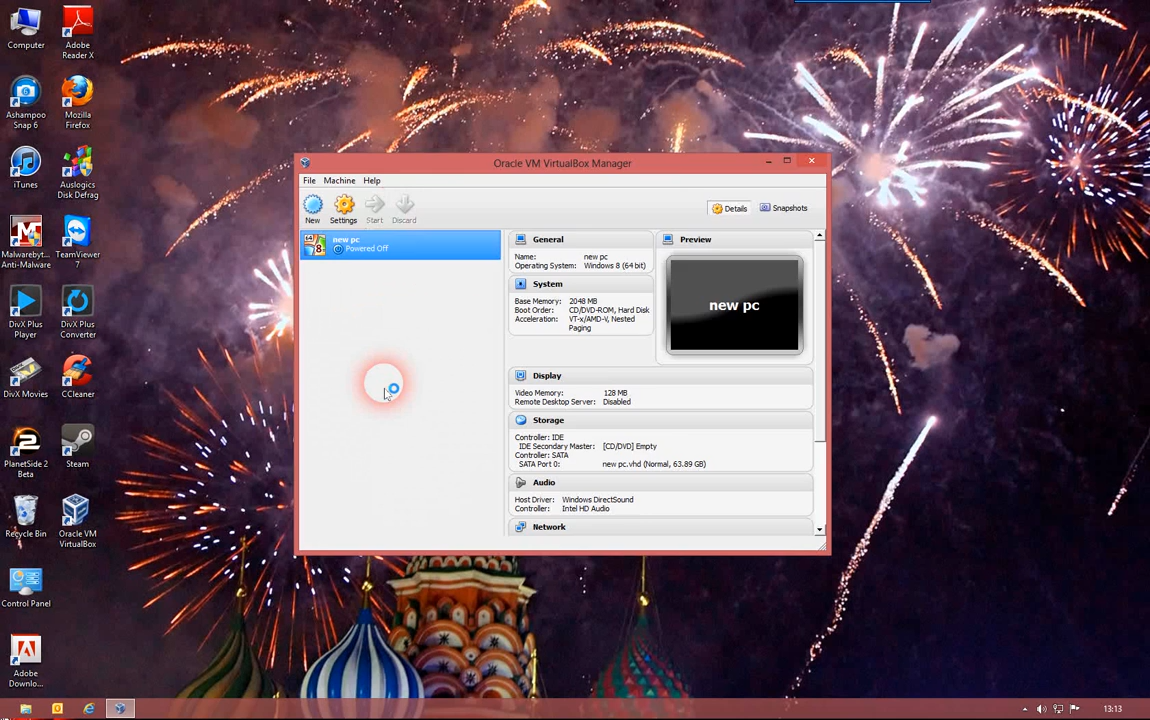 Computer
Adobe
Reader X
Ashampoo
Snap 6
Mozilla
Firefox
iTunes
Auslogics
Disk Defrag
Malwarebyt...
Anti-Malware
TeamViewer
7
DivX Plus
Player
DivX Plus
Converter
DivX Movies
CCleaner
PlanetSide 2
Beta
Steam
Recycle Bin
Oracle VM
VirtualBox
Control Panel
Adobe
Downlo...
Oracle VM VirtualBox Manager
File Machine Help
New Settings Start Discard
Details Snapshots
new pc
Powered Off
General
Name: new pc
Operating System: Windows 8 (64 bit)
System
Base Memory: 2048 MB
Boot Order: CD/DVD-ROM, Hard Disk
Acceleration: VT-x/AMD-V, Nested
Paging
Preview
new pc
Display
Video Memory: 128 MB
Remote Desktop Server: Disabled
Storage
Controller: IDE
IDE Secondary Master: [CD/DVD] Empty
Controller: SATA
SATA Port 0: new pc.vhd (Normal, 63.89 GB)
Audio
Host Driver: Windows DirectSound
Controller: Intel HD Audio
Network
13:13